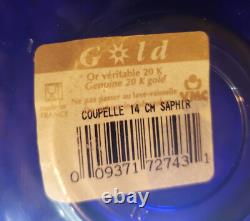 Gold
Or véritable 20 K
Genuine 20 K gold
Ne pas passer au lave-vaisselle
FRANCE
VMC
COUPELLE 14 CM SAPHIR
0 09371 72743 1